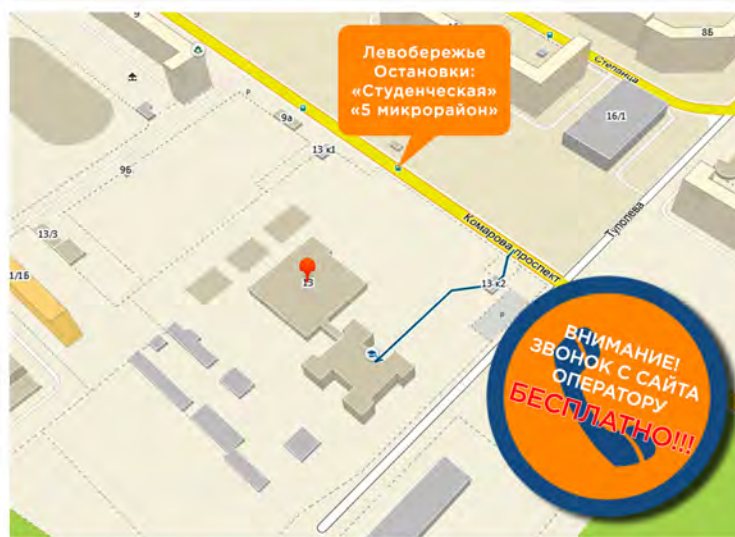 9
8Б
Левобережье
Остановки:
«Студенческая»
«5 микрорайон»
Степанца
16/1
P
9а
13 к1
9Б
Туполева
Комарова проспект
13/3
13
13 к2
1/1Б
P
ВНИМАНИЕ!
ЗВОНОК С САЙТА
ОПЕРАТОРУ
БЕСПЛАТНО!!!